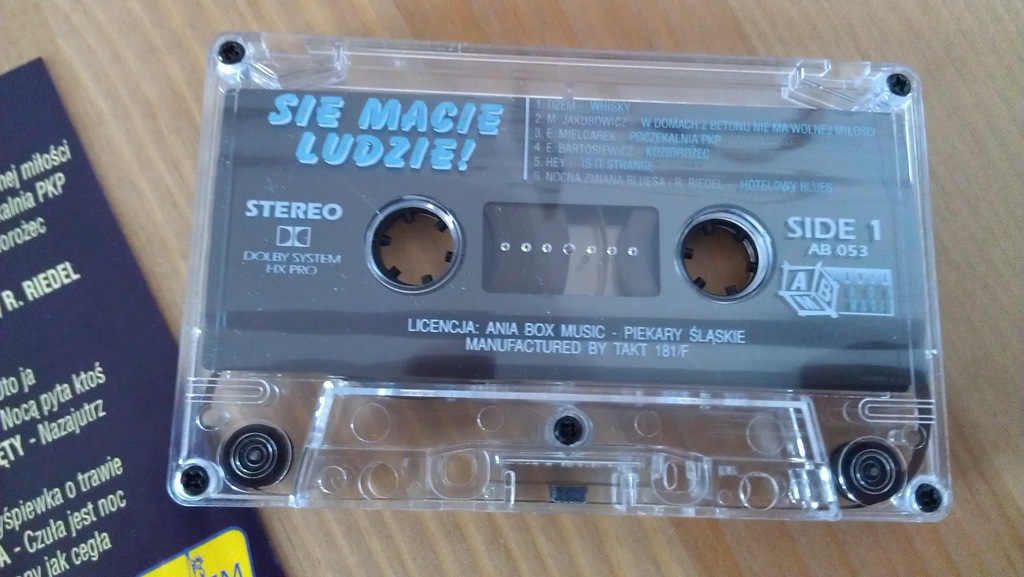 SIE MACIE
LUDZIE!
1. DŻEM - WHISKY
2. M. JAKUBOWICZ - W DOMACH Z BETONU NIE MA WOLNEJ MIŁOŚCI
3. E. MIELCAREK - POCZEKALNIA PKP
4. E. BARTOSIEWICZ - KOZIOROŻEC
5. HEY - IS IT STRANGE
6. NOCNA ZMIANA BLUESA / R. RIEDEL - HOTELOWY BLUES
STEREO
DOLBY SYSTEM
HX PRO
SIDE 1
AB 053
A B
LICENCJA: ANIA BOX MUSIC - PIEKARY ŚLĄSKIE
MANUFACTURED BY TAKT 181/F
nej miłości
kalnia PKP
orożec
/ R. RIEDEL
to ja
Nocą pyta ktoś
ĘTY - Nazajutrz
yśpiewka o trawie
A - Czuła jest noc
ny jak cegła